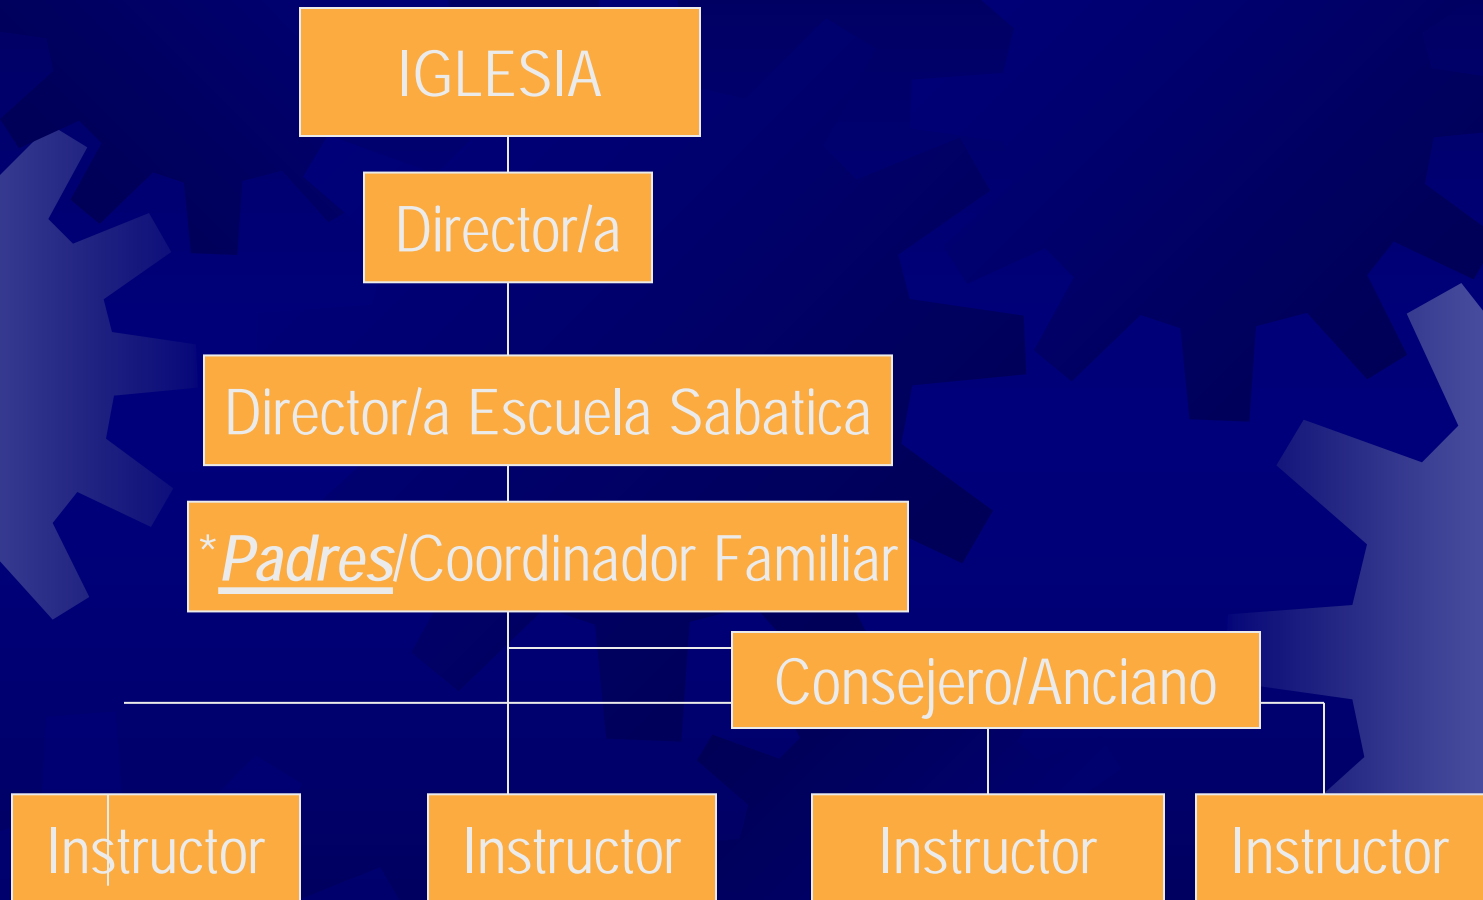 IGLESIA
Director/a
Director/a Escuela Sabatica
*Padres/Coordinador Familiar
Consejero/Anciano
Instructor Instructor Instructor Instructor